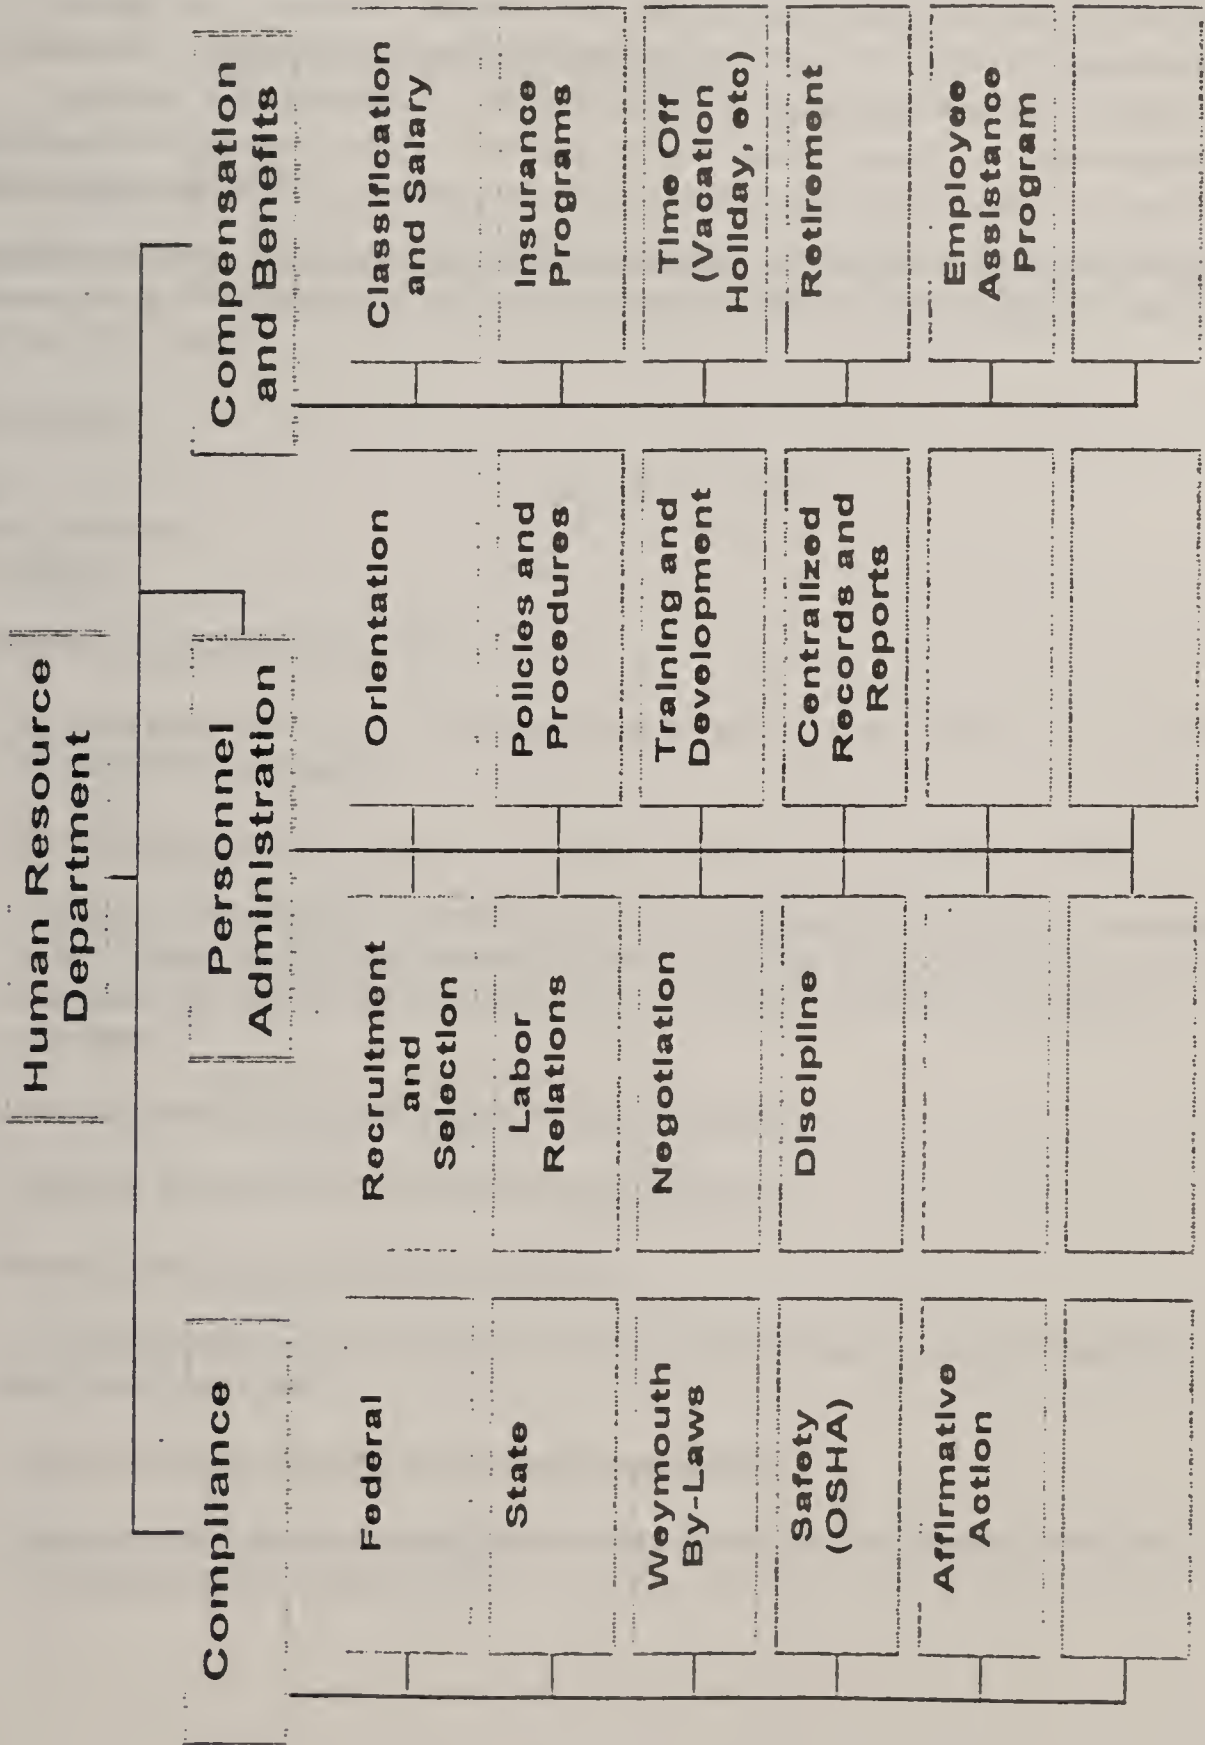 Human Resource
Department
Compliance
Personnel
Administration
Compensation
and Benefits
Federal
State
Weymouth
By-Laws
Safety
(OSHA)
Affirmative
Action
Recruitment
and
Selection
Labor
Relations
Negotiation
Discipline
Orientation
Policies and
Procedures
Training and
Development
Centralized
Records and
Reports
Classification
and Salary
Insurance
Programs
Time Off
(Vacation
Holiday, etc)
Retirement
Employee
Assistance
Program